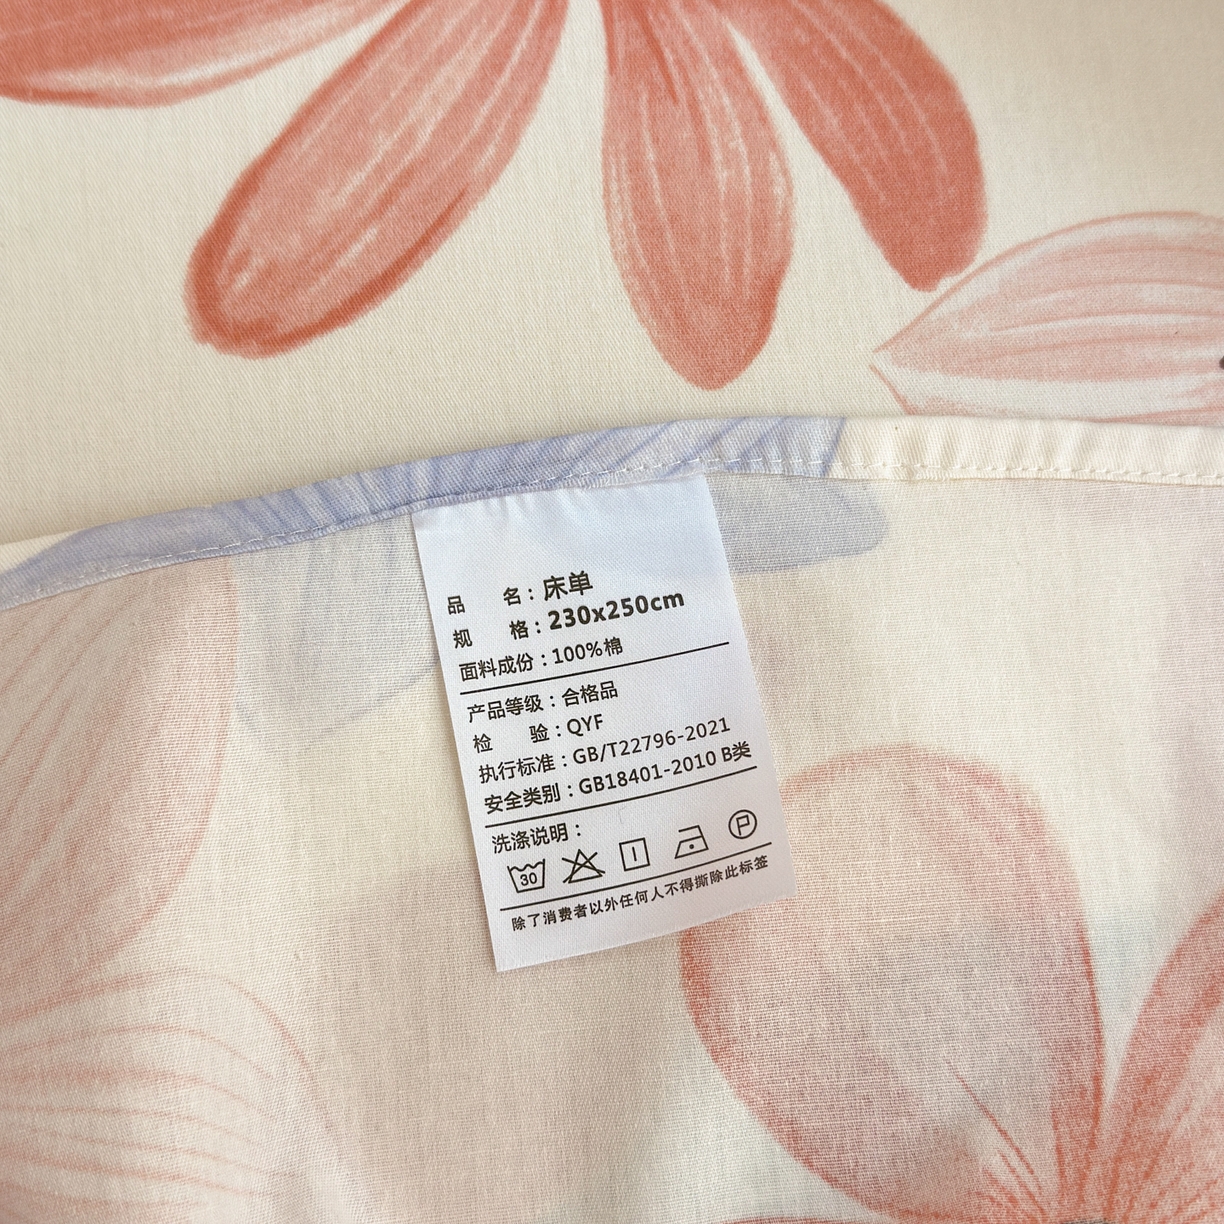 品 名：床单
规 格：230x250cm
面料成份：100%棉
产品等级：合格品
检 验：QYF
执行标准：GB/T22796-2021
安全类别：GB18401-2010 B类
洗涤说明：
30 P
除了消费者以外任何人不得撕除此标签